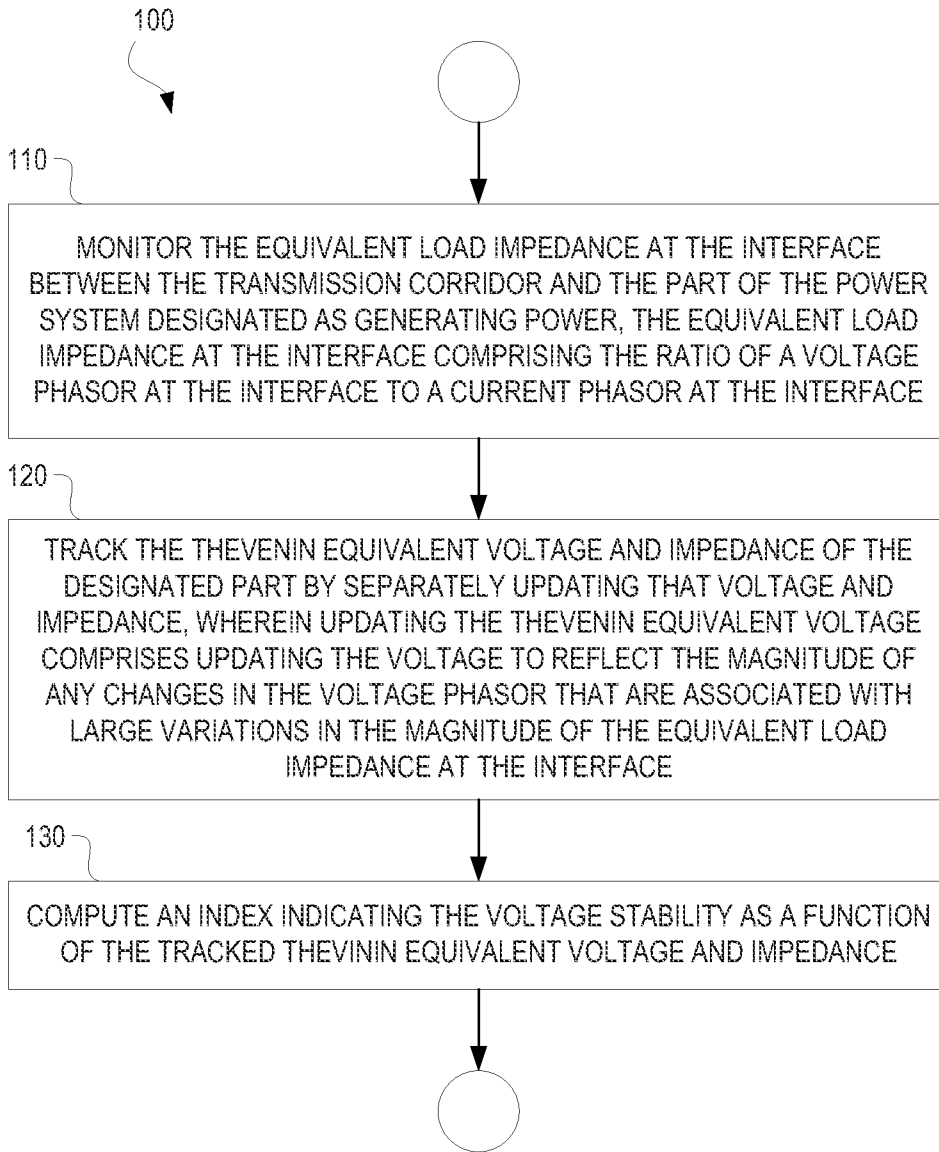 100
110
MONITOR THE EQUIVALENT LOAD IMPEDANCE AT THE INTERFACE
BETWEEN THE TRANSMISSION CORRIDOR AND THE PART OF THE POWER
SYSTEM DESIGNATED AS GENERATING POWER, THE EQUIVALENT LOAD
IMPEDANCE AT THE INTERFACE COMPRISING THE RATIO OF A VOLTAGE
PHASOR AT THE INTERFACE TO A CURRENT PHASOR AT THE INTERFACE
120
TRACK THE THEVENIN EQUIVALENT VOLTAGE AND IMPEDANCE OF THE
DESIGNATED PART BY SEPARATELY UPDATING THAT VOLTAGE AND
IMPEDANCE, WHEREIN UPDATING THE THEVENIN EQUIVALENT VOLTAGE
COMPRISES UPDATING THE VOLTAGE TO REFLECT THE MAGNITUDE OF
ANY CHANGES IN THE VOLTAGE PHASOR THAT ARE ASSOCIATED WITH
LARGE VARIATIONS IN THE MAGNITUDE OF THE EQUIVALENT LOAD
IMPEDANCE AT THE INTERFACE
130
COMPUTE AN INDEX INDICATING THE VOLTAGE STABILITY AS A FUNCTION
OF THE TRACKED THEVININ EQUIVALENT VOLTAGE AND IMPEDANCE